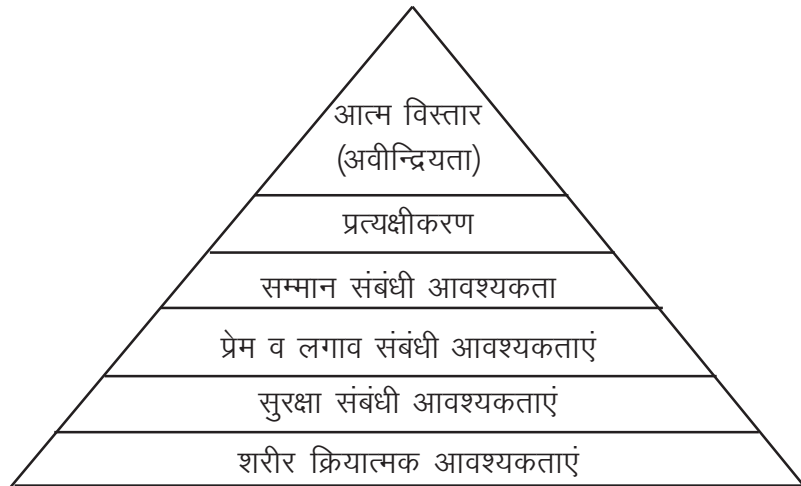 आत्म विस्तार
(अवीन्द्रियता)
प्रत्यक्षीकरण
सम्मान संबंधी आवश्यकता
प्रेम व लगाव संबंधी आवश्यकताएं
सुरक्षा संबंधी आवश्यकताएं
शरीर क्रियात्मक आवश्यकताएं